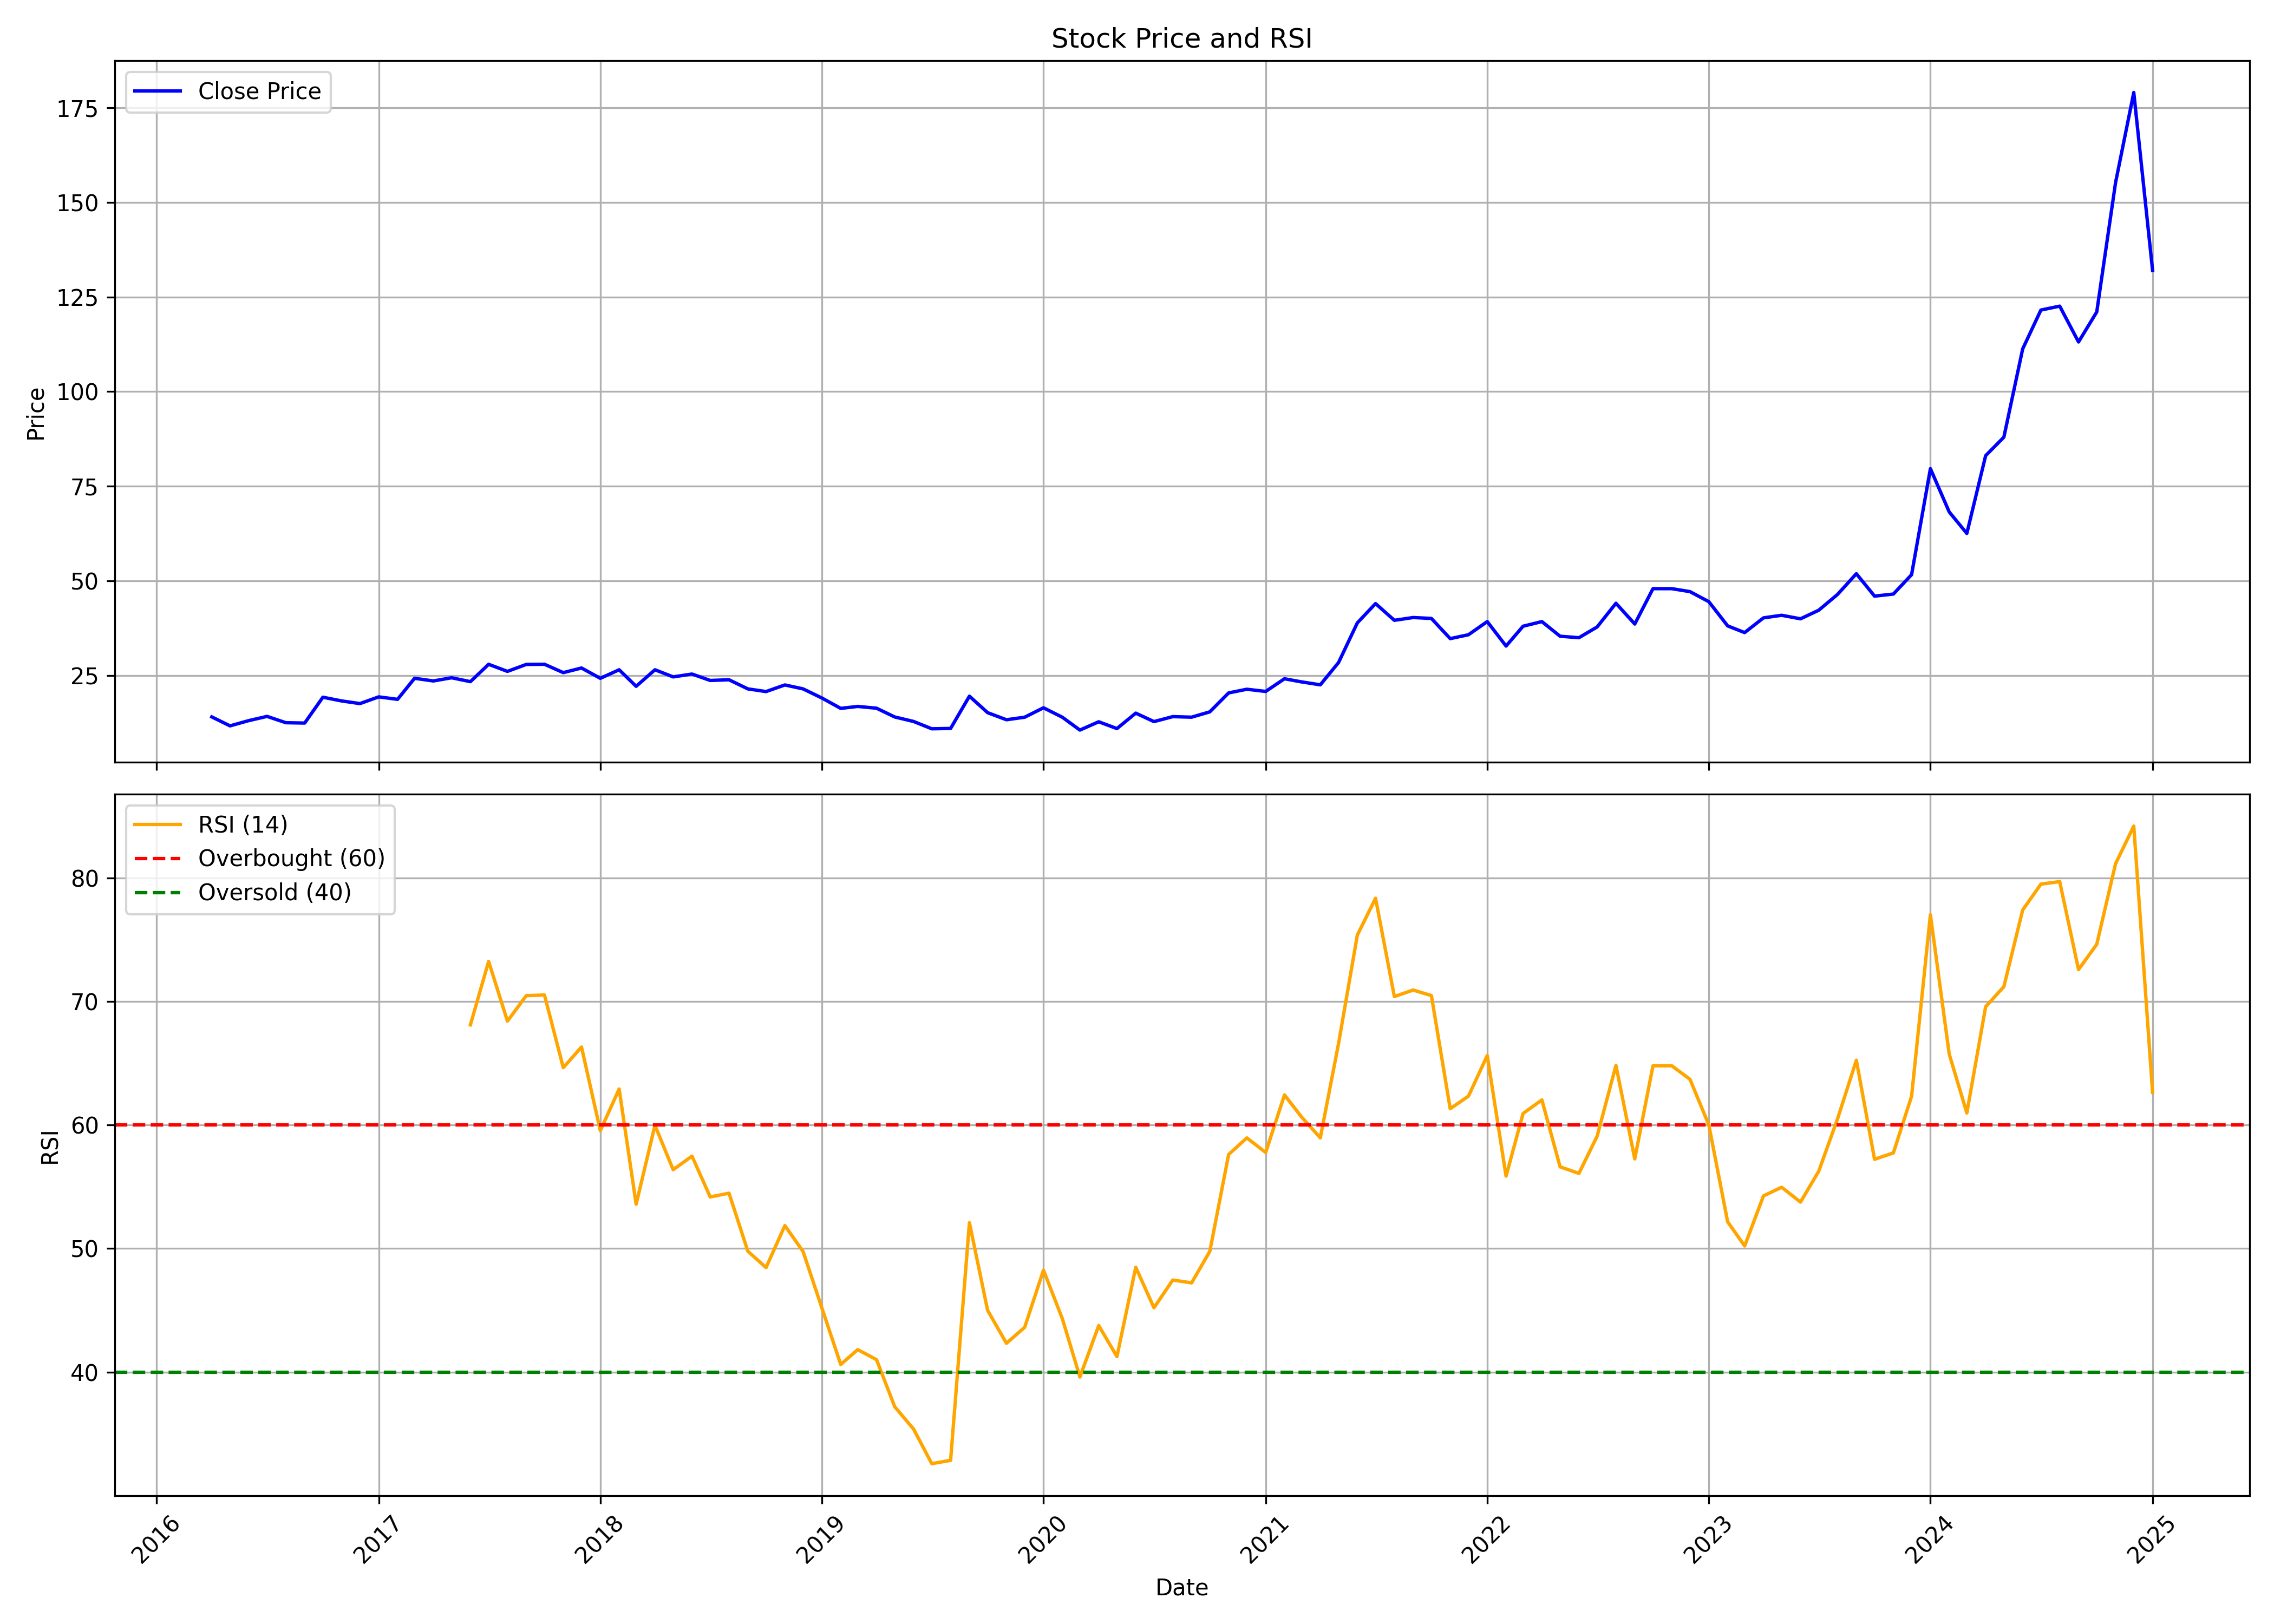 Stock Price and RSI
Close Price
175
150
125
100
75
50
25
Price
RSI (14)
Overbought (60)
Oversold (40)
80
70
60
50
40
RSI
2016
2017
2018
2019
2020
2021
2022
2023
2024
2025
Date